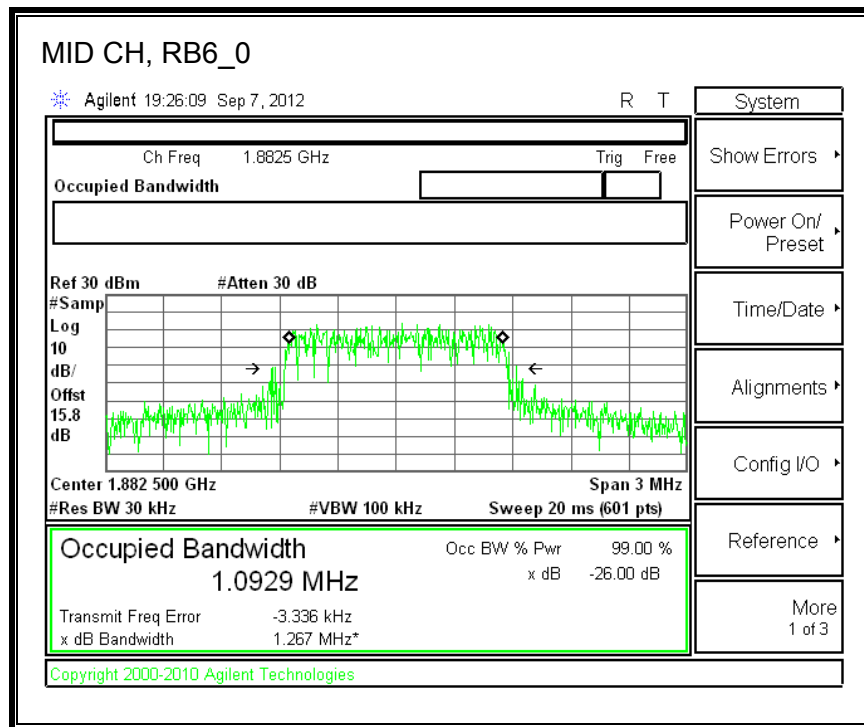 MID CH, RB6_0
Agilent 19:26:09 Sep 7, 2012 R T
System
Ch Freq 1.8825 GHz Trig Free
Occupied Bandwidth
Show Errors
Power On/
Preset
Time/Date
Alignments
Config I/O
Reference
More
1 of 3
Ref 30 dBm #Atten 30 dB
#Samp
Log
10
dB/
Offst
15.8
dB
Center 1.882 500 GHz Span 3 MHz
#Res BW 30 kHz #VBW 100 kHz Sweep 20 ms (601 pts)
Occupied Bandwidth Occ BW % Pwr 99.00 %
1.0929 MHz x dB -26.00 dB
Transmit Freq Error -3.336 kHz
x dB Bandwidth 1.267 MHz*
Copyright 2000-2010 Agilent Technologies